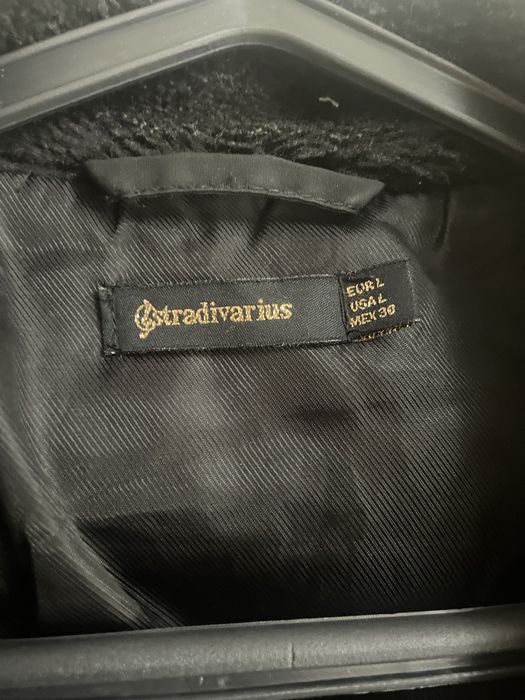 stradivarius
EUR L
USA L
MEX 30